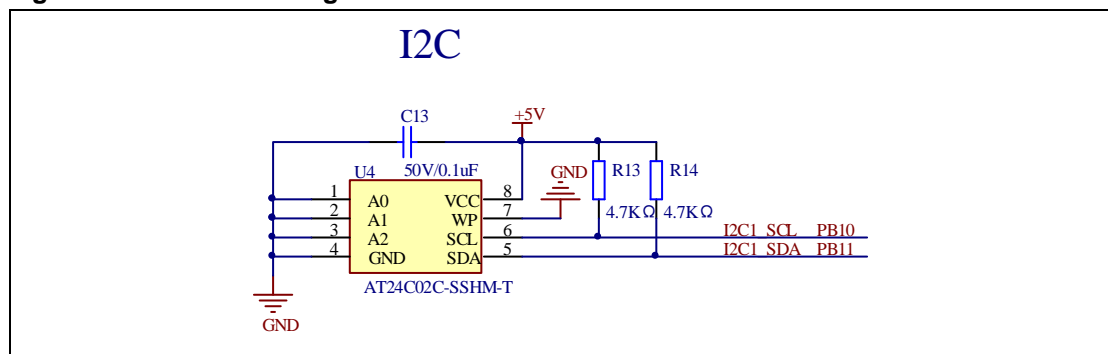 I2C
C13
+5V
U4
50V/0.1uF
GND
R13
R14
1
A0
VCC
8
2
A1
WP
7
4.7KΩ
4.7KΩ
3
A2
SCL
6
I2C1_SCL PB10
4
GND
SDA
5
I2C1_SDA PB11
AT24C02C-SSHM-T
GND